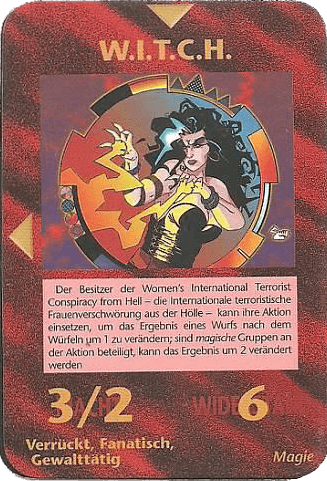 W.I.T.C.H.
Der Besitzer der Women's International Terrorist
Conspiracy from Hell – die Internationale terroristische
Frauenverschwörung aus der Hölle – kann ihre Aktion
einsetzen, um das Ergebnis eines Wurfs nach dem
Würfeln um 1 zu verändern; sind magische Gruppen an
der Aktion beteiligt, kann das Ergebnis um 2 verändert
werden
3/2 6
Verrückt, Fanatisch,
Gewalttätig
Magie